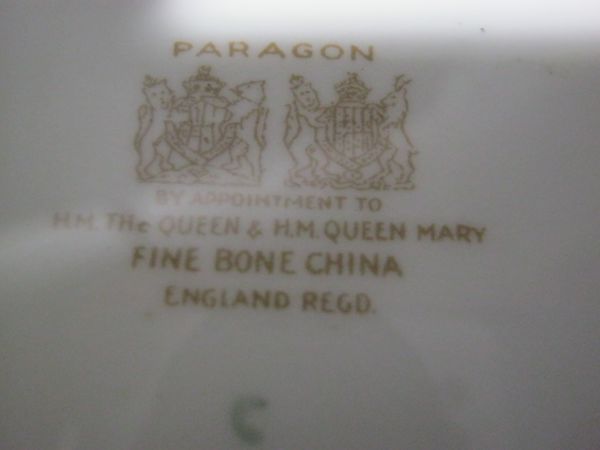 PARAGON
BY APPOINTMENT TO
H.M. THe QUEEN & H.M. QUEEN MARY
FINE BONE CHINA
ENGLAND REGD.
C